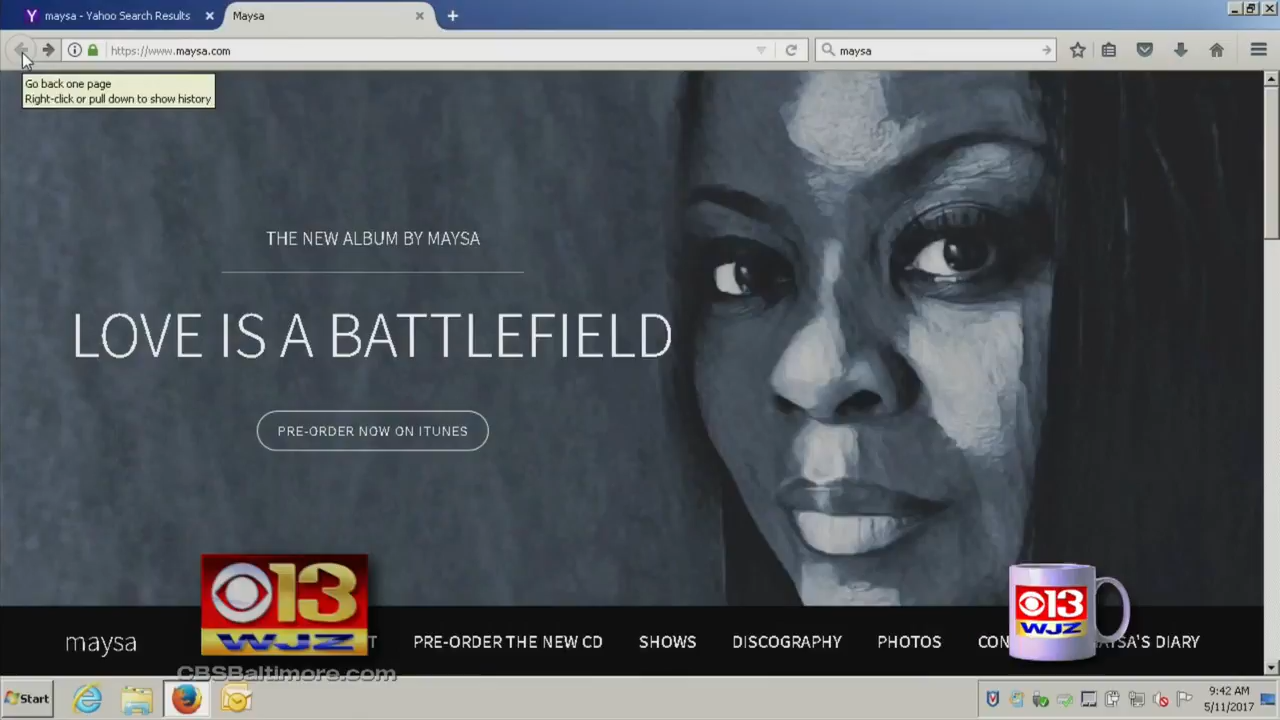 maysa - Yahoo Search Results
Maysa
https://www.maysa.com
maysa
Go back one page
Right-click or pull down to show history
THE NEW ALBUM BY MAYSA
LOVE IS A BATTLEFIELD
PRE-ORDER NOW ON ITUNES
13
WJZ
13
WJZ
maysa
T
PRE-ORDER THE NEW CD
SHOWS
DISCOGRAPHY
PHOTOS
CON
AYSA'S DIARY
CBSBaltimore.com
Start
9:42 AM
5/11/2017